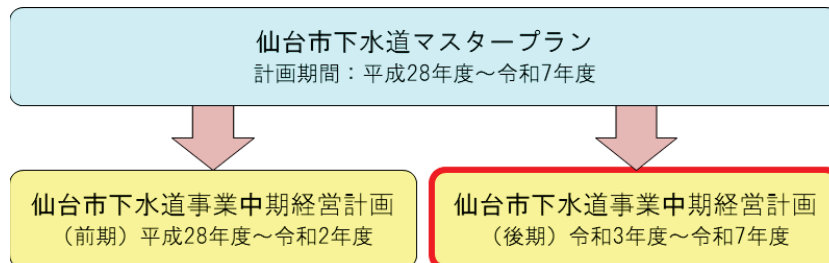 仙台市下水道マスタープラン
計画期間：平成28年度～令和7年度
仙台市下水道事業中期経営計画
（前期）平成28年度～令和2年度
仙台市下水道事業中期経営計画
（後期）令和3年度～令和7年度